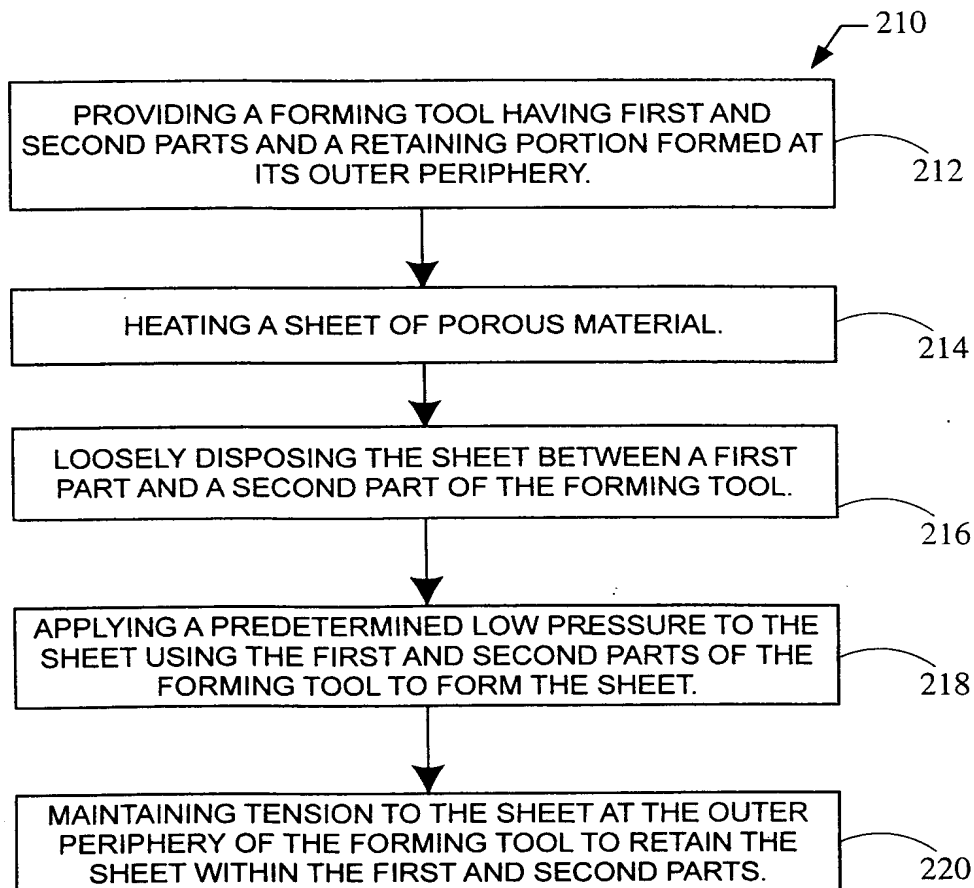 210
PROVIDING A FORMING TOOL HAVING FIRST AND
SECOND PARTS AND A RETAINING PORTION FORMED AT
ITS OUTER PERIPHERY.
212
HEATING A SHEET OF POROUS MATERIAL.
214
LOOSELY DISPOSING THE SHEET BETWEEN A FIRST
PART AND A SECOND PART OF THE FORMING TOOL.
216
APPLYING A PREDETERMINED LOW PRESSURE TO THE
SHEET USING THE FIRST AND SECOND PARTS OF THE
FORMING TOOL TO FORM THE SHEET.
218
MAINTAINING TENSION TO THE SHEET AT THE OUTER
PERIPHERY OF THE FORMING TOOL TO RETAIN THE
SHEET WITHIN THE FIRST AND SECOND PARTS.
220